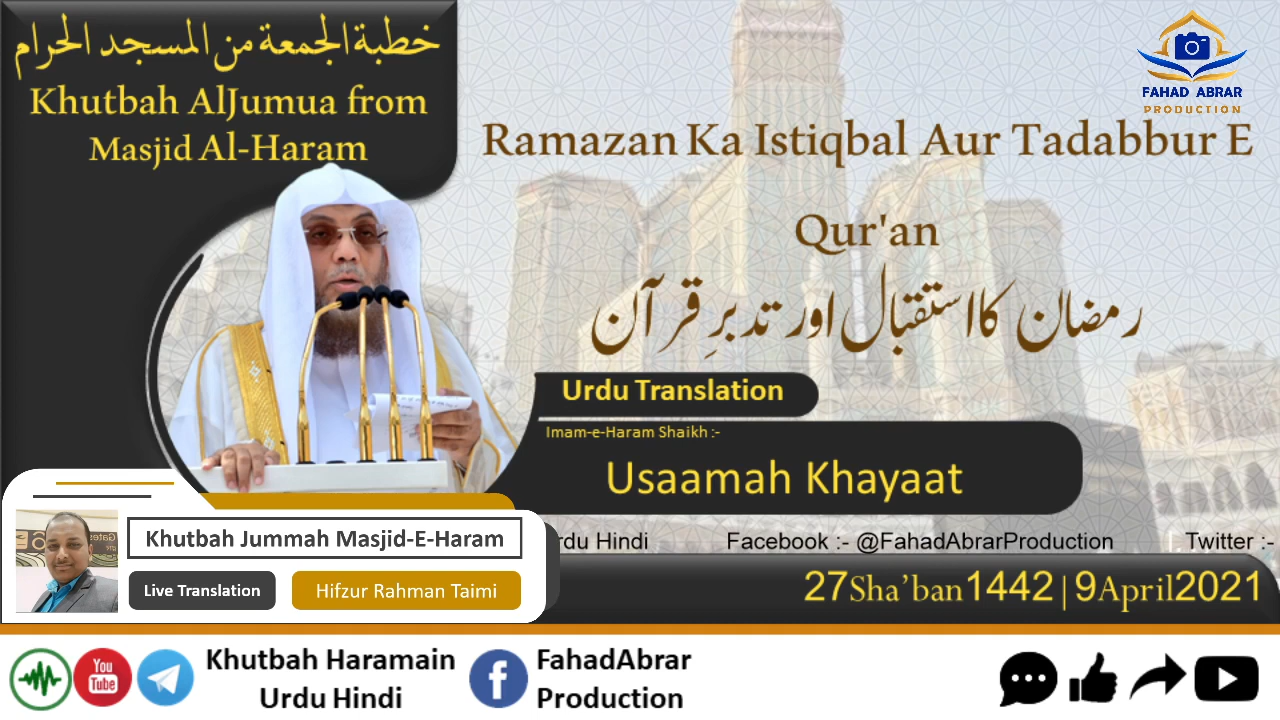 خطبة الجمعة من المسجد الحرام
Khutbah AlJumua from
Masjid Al-Haram
FAHAD ABRAR
PRODUCTION
Ramazan Ka Istiqbal Aur Tadabbur E
Qur'an
رمضان کا استقبال اور تدبرِ قرآن
Urdu Translation
Imam-e-Haram Shaikh :-
Usaamah Khayaat
Khutbah Jummah Masjid-E-Haram
Live Translation
Hifzur Rahman Taimi
rdu Hindi Facebook :- @FahadAbrarProduction Twitter :-
27Sha’ban1442|9April2021
You
Tube
Khutbah Haramain
Urdu Hindi
FahadAbrar
Production